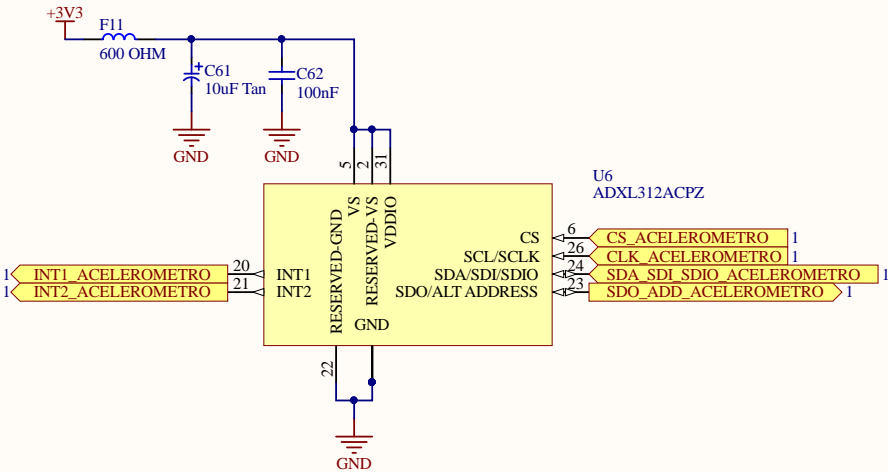 +3V3
F11
600 OHM
C61
10uF Tan
C62
100nF
GND
GND
5
2
31
U6
ADXL312ACPZ
VS
RESERVED-VS
VDDIO
RESERVED-GND
GND
CS
SCL/SCLK
SDA/SDI/SDIO
SDO/ALT ADDRESS
INT1
INT2
6
26
24
23
CS_ACELEROMETRO 1
CLK_ACELEROMETRO 1
SDA_SDI_SDIO_ACELEROMETRO 1
SDO_ADD_ACELEROMETRO 1
1 INT1_ACELEROMETRO 20
1 INT2_ACELEROMETRO 21
22
GND